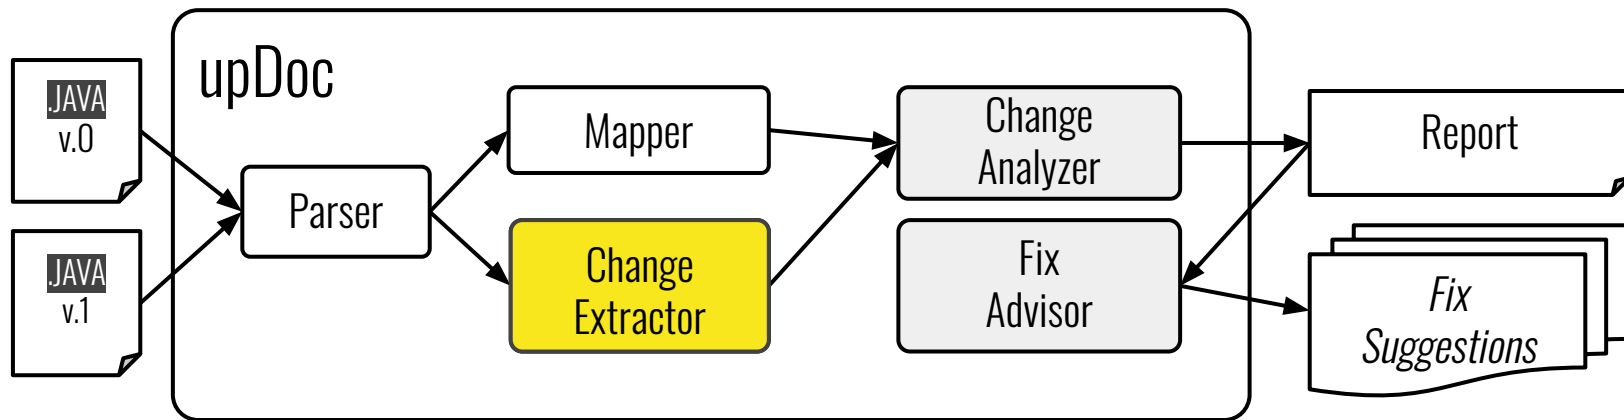 upDoc
.JAVA
v.0
.JAVA
v.1
Parser
Mapper
Change
Extractor
Change
Analyzer
Fix
Advisor
Report
Fix
Suggestions